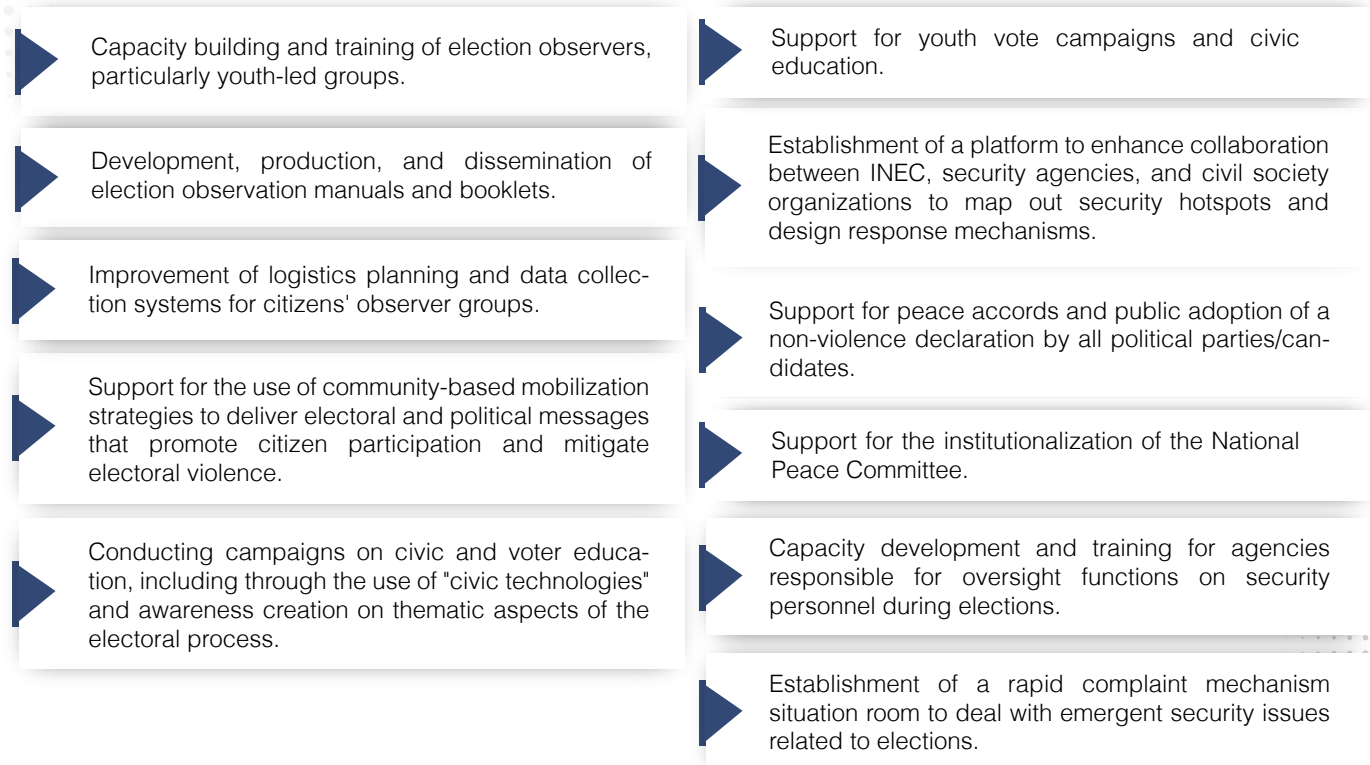 Capacity building and training of election observers,
particularly youth-led groups.
Development, production, and dissemination of
election observation manuals and booklets.
Improvement of logistics planning and data collec-
tion systems for citizens' observer groups.
Support for the use of community-based mobilization
strategies to deliver electoral and political messages
that promote citizen participation and mitigate
electoral violence.
Conducting campaigns on civic and voter educa-
tion, including through the use of "civic technologies"
and awareness creation on thematic aspects of the
electoral process.
Support for youth vote campaigns and civic
education.
Establishment of a platform to enhance collaboration
between INEC, security agencies, and civil society
organizations to map out security hotspots and
design response mechanisms.
Support for peace accords and public adoption of a
non-violence declaration by all political parties/can-
didates.
Support for the institutionalization of the National
Peace Committee.
Capacity development and training for agencies
responsible for oversight functions on security
personnel during elections.
Establishment of a rapid complaint mechanism
situation room to deal with emergent security issues
related to elections.